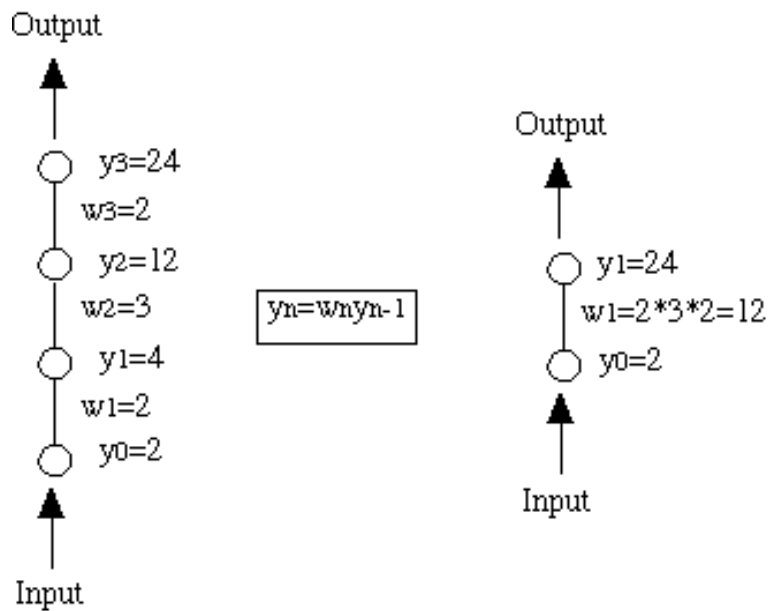 Output
y3=24
w3=2
y2=12
w2=3
y1=4
w1=2
y0=2
Input
yn=wnyn-1
Output
y1=24
w1=2*3*2=12
y0=2
Input